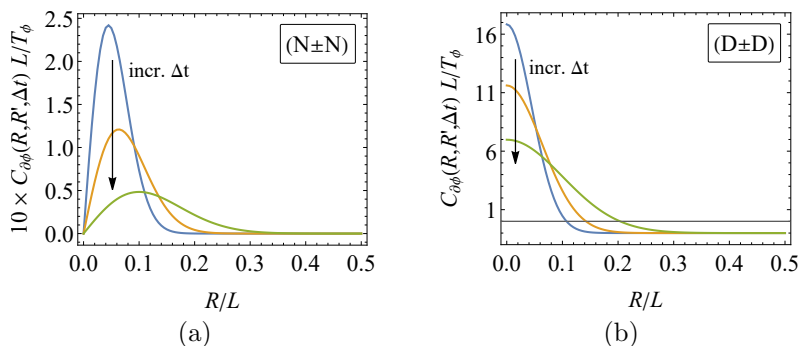 10 × C∂ϕ(R,R′,Δt) L/Tϕ
2.5
2.0
1.5
1.0
0.5
0.0
(N±N)
incr. Δt
0.0 0.1 0.2 0.3 0.4 0.5
R/L
(a)
C∂ϕ(R,R′,Δt) L/Tϕ
16
11
6
1
(D±D)
incr. Δt
0.0 0.1 0.2 0.3 0.4 0.5
R/L
(b)